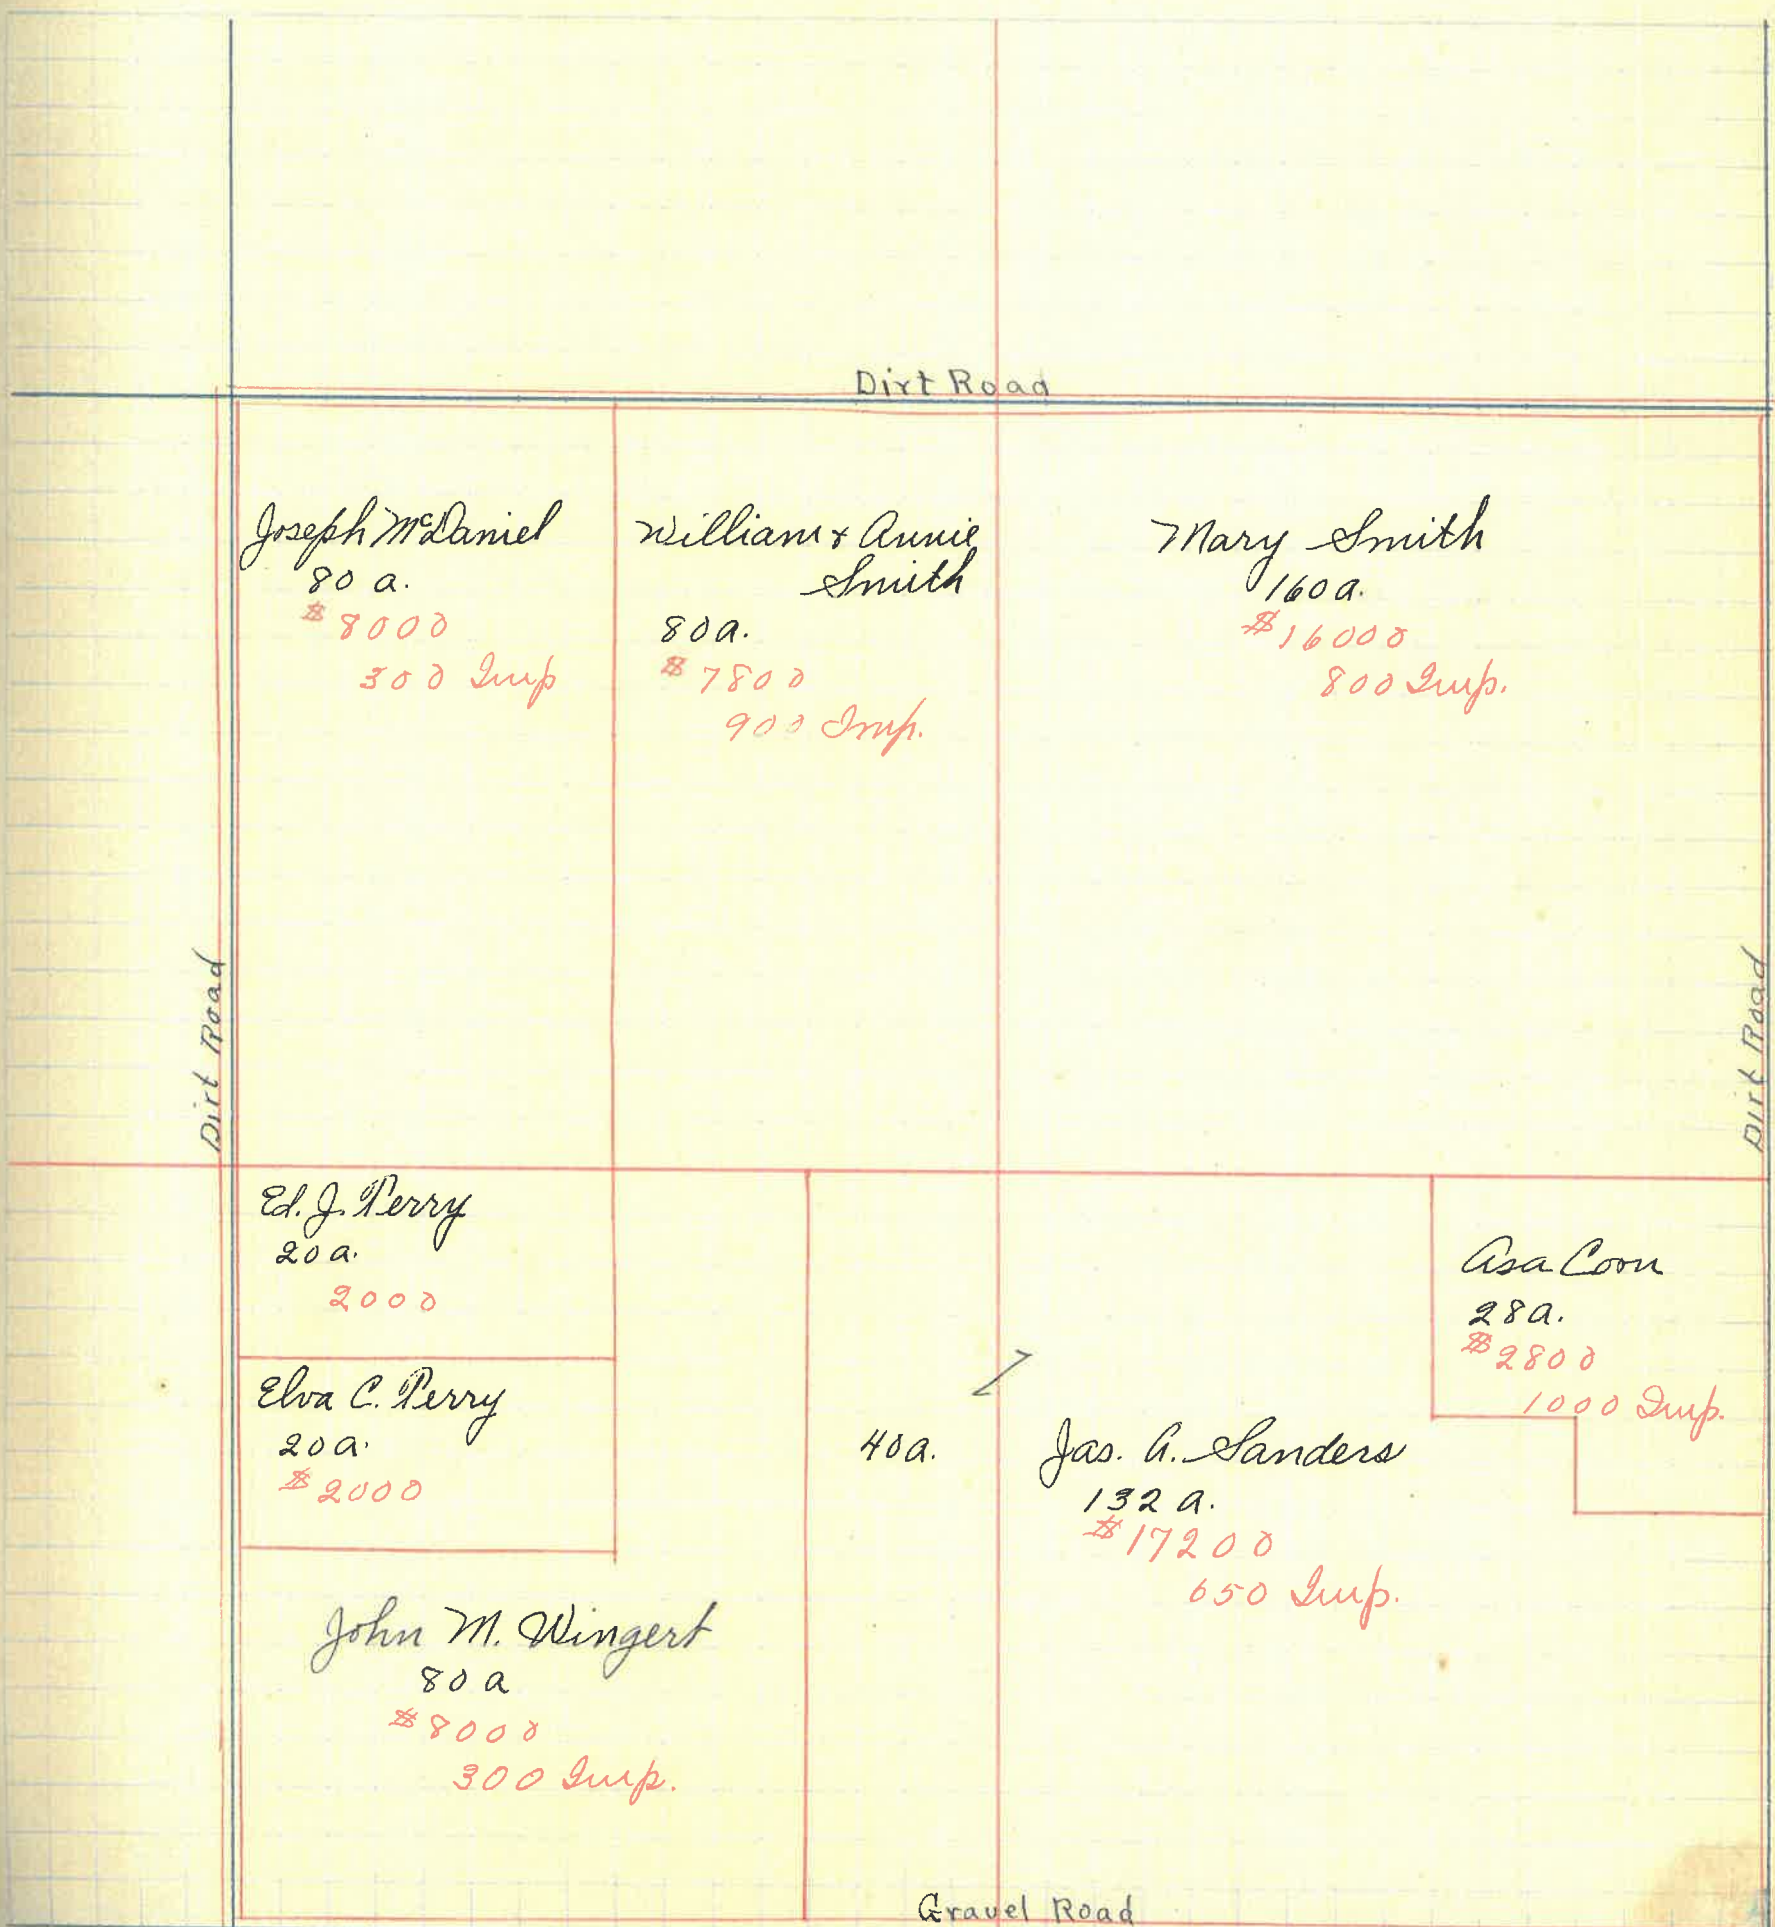 Dirt Road
Joseph McDaniel
80 a.
$8000
300 Imp
William & Annie
Smith
80a.
$7800
900 Imp.
Mary Smith
160a.
$16000
800 Imp.
Dirt Road
Dirt Road
Ed. J. Perry
20a.
2000
Elva C. Perry
20a.
$2000
John M. Wingert
80 a
$8000
300 Imp.
40a.
Jas. A. Sanders
132 a.
$17200
650 Imp.
Asa Coon
28a.
$2800
1000 Imp.
Gravel Road